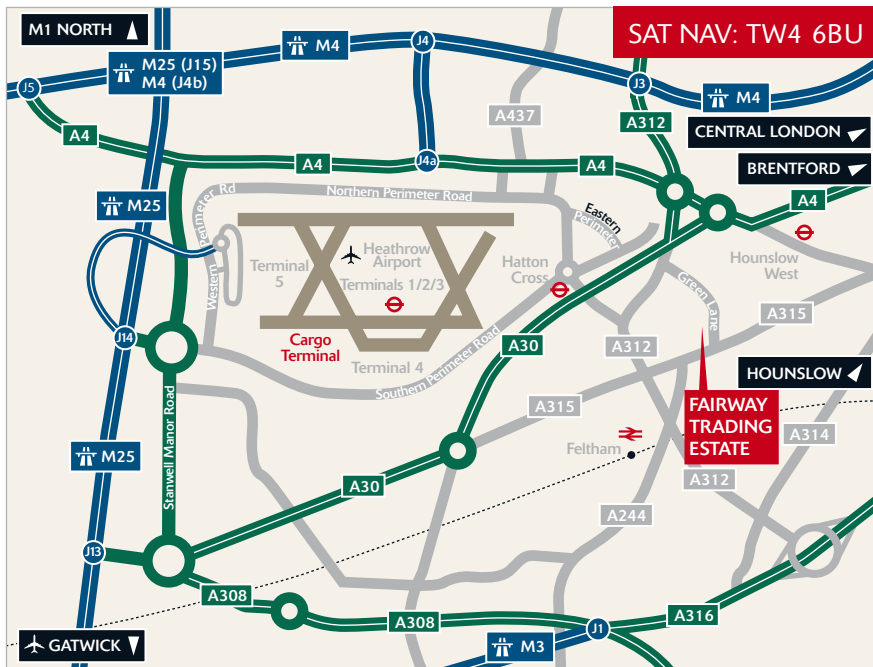 M1 NORTH
SAT NAV: TW4 6BU
J4
M4
M25 (J15)
M4 (J4b)
J5
J3
M4
A437
A312
A4
CENTRAL LONDON
J4a
A4
A4
BRENTFORD
A4
M25
Western Perimeter Rd
Northern Perimeter Road
Eastern
Perimeter
Terminal
5
Heathrow
Airport
Terminals 1/2/3
Hatton
Cross
Hounslow
West
Green Lane
J14
Cargo
Terminal
Terminal 4
Southern Perimeter Road
A30
A312
A315
HOUNSLOW
Stanwell Manor Road
A315
FAIRWAY
TRADING
ESTATE
A314
M25
Feltham
A30
A312
A244
J13
A308
A308
J1
A316
GATWICK
M3